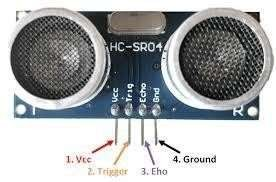 HC-SR04
Vcc Trig Echo Gnd
T R
1. Vcc 4. Ground
2. Trigger 3. Eho